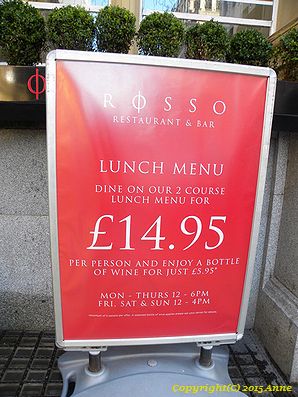 ROSSO
RESTAURANT & BAR
LUNCH MENU
DINE ON OUR 2 COURSE
LUNCH MENU FOR
£14.95
PER PERSON AND ENJOY A BOTTLE
OF WINE FOR JUST £5.95*
MON - THURS 12 - 6PM
FRI, SAT & SUN 12 - 4PM
Copyright(C) 2015 Anne